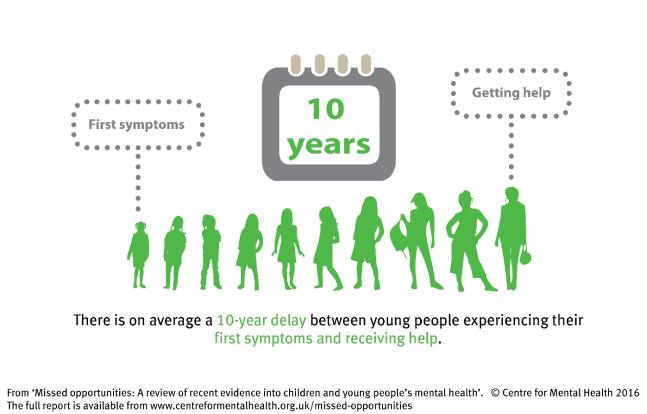 First symptoms
10
years
Getting help
There is on average a 10-year delay between young people experiencing their
first symptoms and receiving help.
From ‘Missed opportunities: A review of recent evidence into children and young people’s mental health’.   © Centre for Mental Health 2016
The full report is available from www.centreformentalhealth.org.uk/missed-opportunities